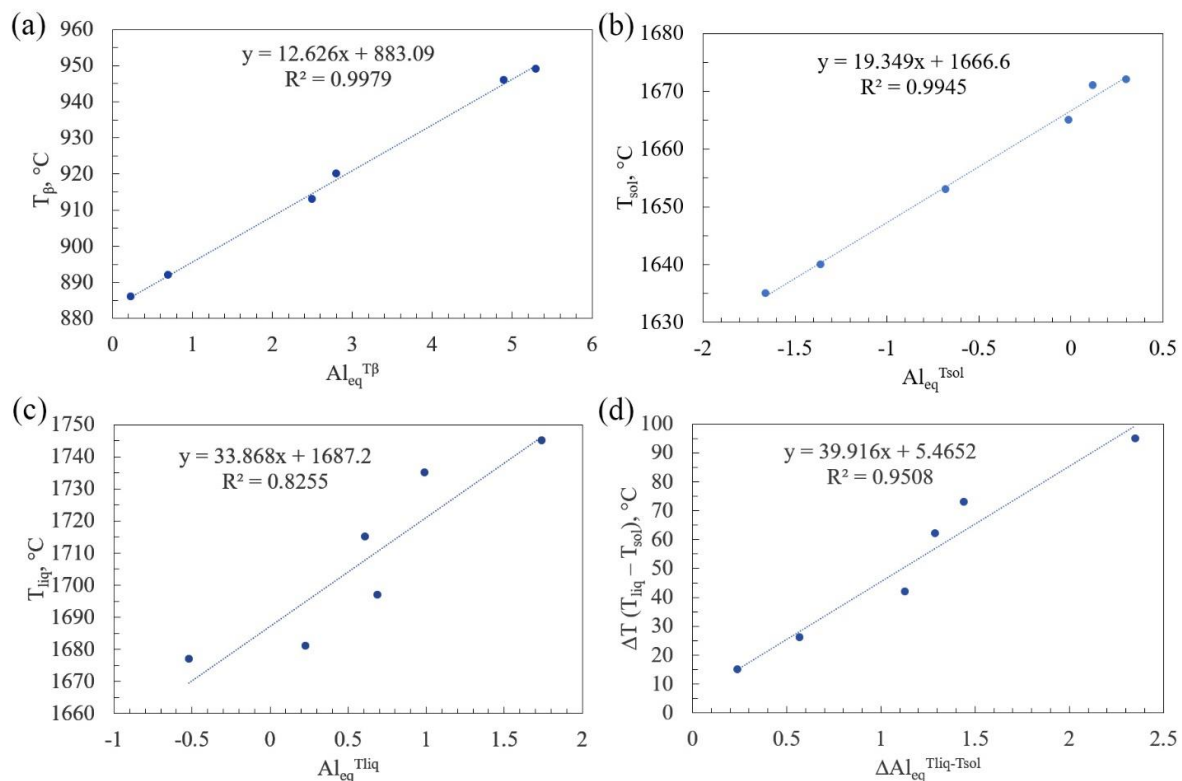 (a)
y = 12.626x + 883.09
R² = 0.9979
960
950
940
930
920
910
900
890
880
0 1 2 3 4 5 6
T_β, °C
Al_eq^Tβ
(b)
y = 19.349x + 1666.6
R² = 0.9945
1680
1670
1660
1650
1640
1630
-2 -1.5 -1 -0.5 0 0.5
T_sol, °C
Al_eq^Tsol
(c)
y = 33.868x + 1687.2
R² = 0.8255
1750
1740
1730
1720
1710
1700
1690
1680
1670
1660
-1 -0.5 0 0.5 1 1.5 2
T_liq, °C
Al_eq^Tliq
(d)
y = 39.916x + 5.4652
R² = 0.9508
100
90
80
70
60
50
40
30
20
10
0
0 0.5 1 1.5 2 2.5
ΔT (T_liq – T_sol), °C
ΔAl_eq^Tliq-Tsol